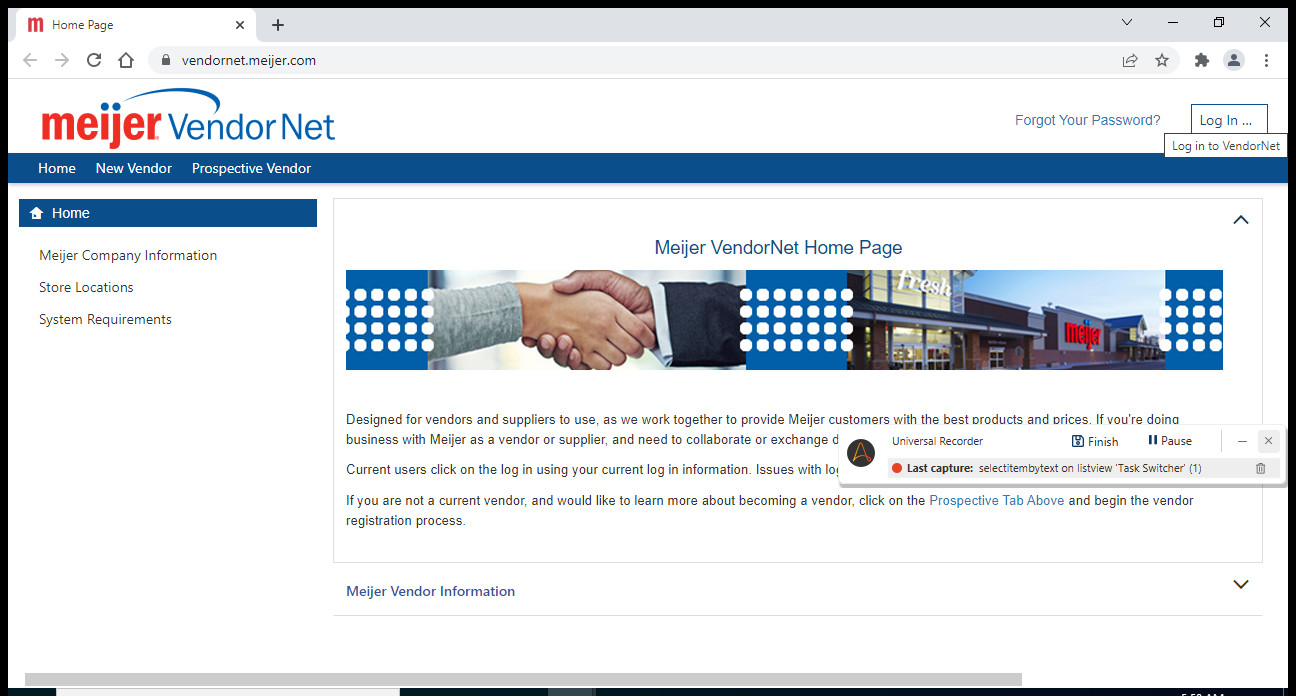 Home Page
vendornet.meijer.com
meijer VendorNet
Forgot Your Password?
Log In ...
Log in to VendorNet
Home New Vendor Prospective Vendor
Home
Meijer Company Information
Store Locations
System Requirements
Meijer VendorNet Home Page
fresh
meijer
Designed for vendors and suppliers to use, as we work together to provide Meijer customers with the best products and prices. If you're doing
business with Meijer as a vendor or supplier, and need to collaborate or exchange
Current users click on the log in using your current log in information. Issues with
If you are not a current vendor, and would like to learn more about becoming a vendor, click on the Prospective Tab Above and begin the vendor
registration process.
Universal Recorder
Finish
Pause
Last capture: selectitembytext on listview 'Task Switcher' (1)
Meijer Vendor Information